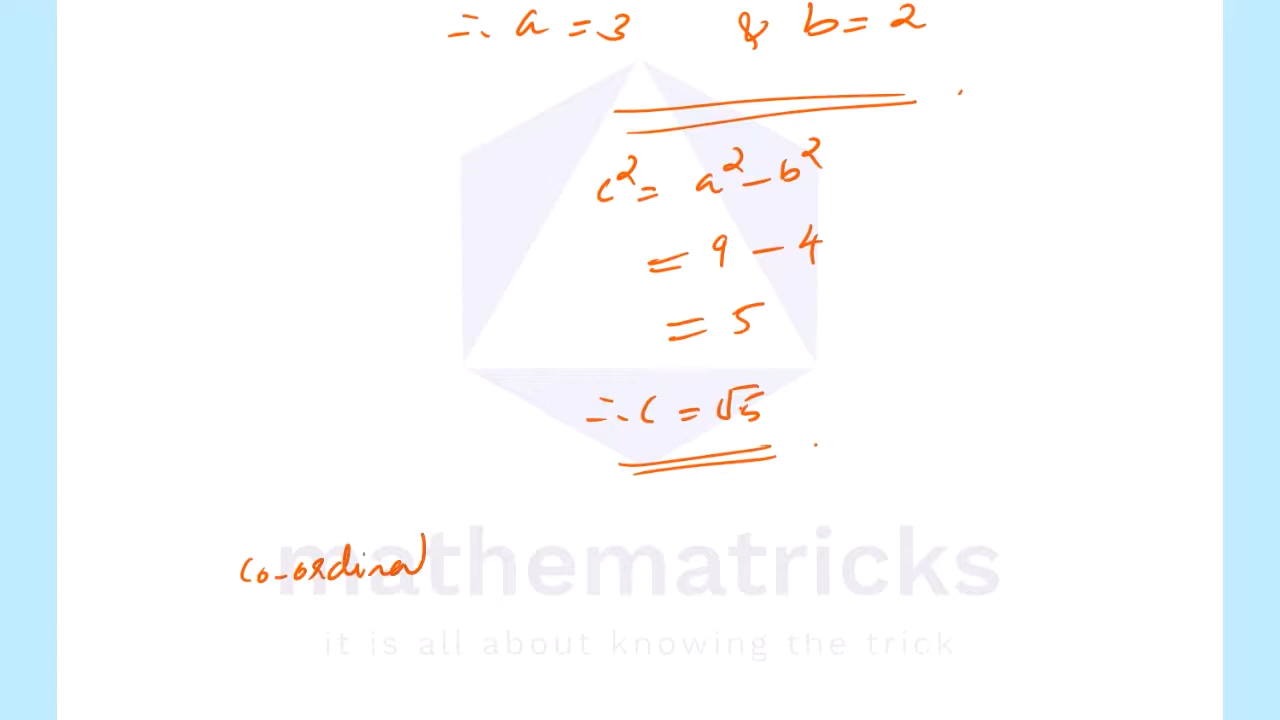 ∴ a = 3 & b = 2
c² = a² − b²
= 9 − 4
= 5
∴ c = √5
co-ordina
mathematricks
it is all about knowing the trick